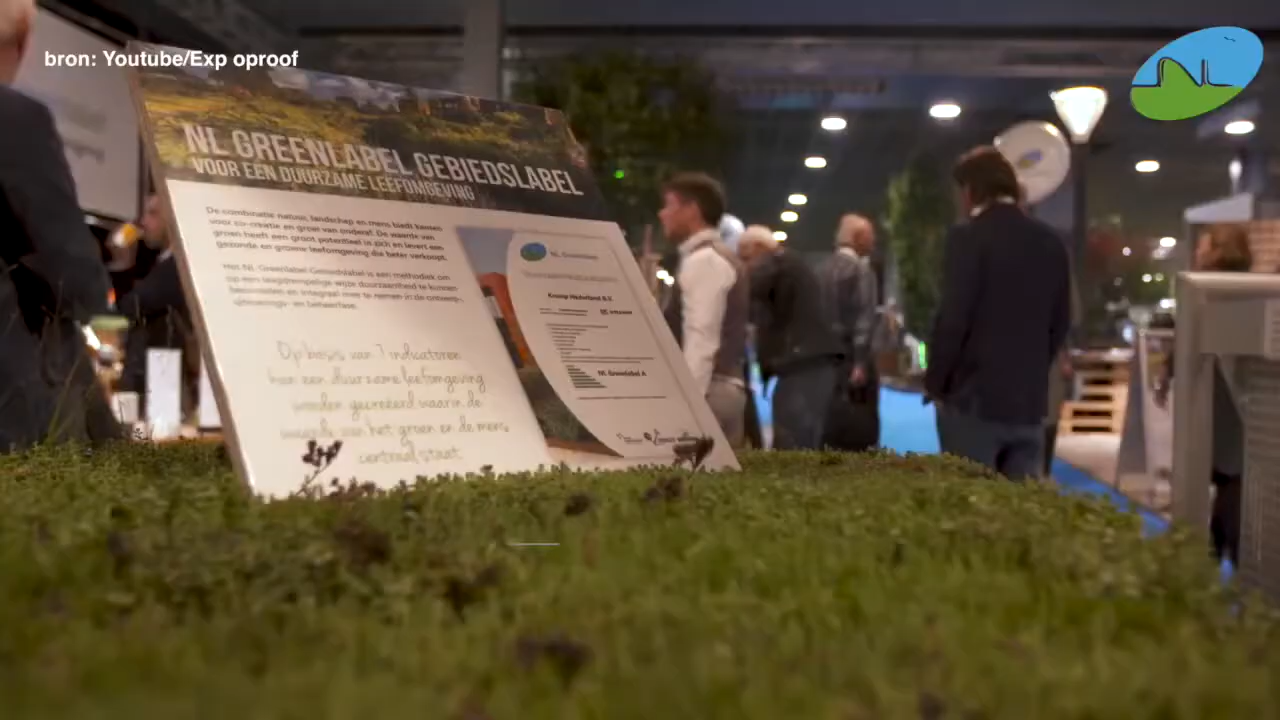 bron: Youtube/Exp oproof
NL
NL GREENLABEL GEBIEDSLABEL
VOOR EEN DUURZAME LEEFOMGEVING
De combinatie natuur, landschap en mens biedt kansen
voor co-creatie en groei van onderaf. De waarde van
groen heeft een groot potentieel in zich en levert een
gezonde en groene leefomgeving die beter verkoopt.
Het NL Greenlabel Gebiedslabel is een methodiek om
op een laagdrempelige wijze duurzaamheid te kunnen
beoordelen en integraal mee te nemen in de ontwerp-,
uitvoerings- en beheerfase.
Op basis van 7 indicatoren
kan een duurzame leefomgeving
worden gecreëerd waarin de
waarde van het groen en de mens
centraal staat
NL Greenlabel
NL Greenlabel A